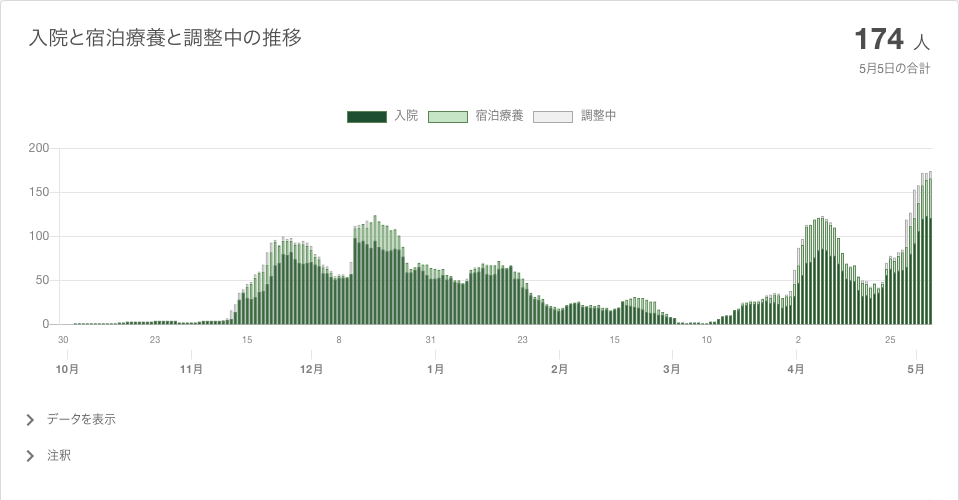 入院と宿泊療養と調整中の推移
174 人
5月5日の合計
入院 宿泊療養 調整中
200
150
100
50
0
30 23 15 8 31 23 15 10 2 25
10月 11月 12月 1月 2月 3月 4月 5月
データを表示
注釈